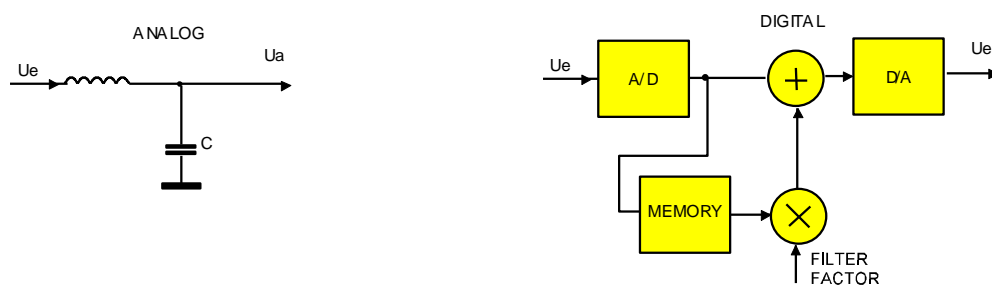 ANALOG
Ue
Ua
C
DIGITAL
Ue
A/D
+
D/A
Ue
MEMORY
×
FILTER
FACTOR